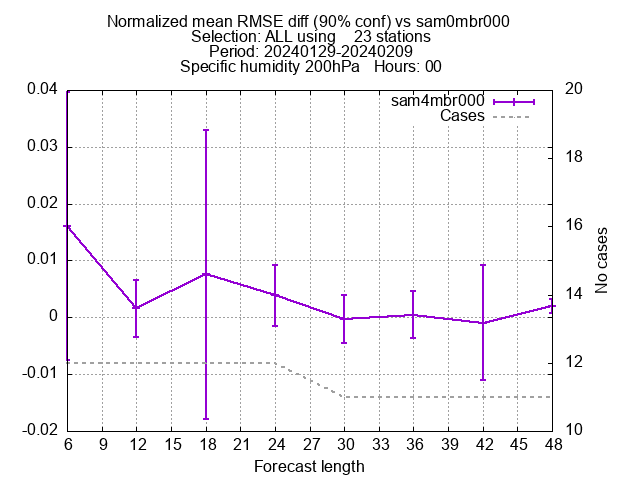 Normalized mean RMSE diff (90% conf) vs sam0mbr000
Selection: ALL using    23 stations
Period: 20240129-20240209
Specific humidity 200hPa   Hours: 00
sam4mbr000
Cases
0.04
0.03
0.02
0.01
0
-0.01
-0.02
20
18
16
14
12
10
No cases
6 9 12 15 18 21 24 27 30 33 36 39 42 45 48
Forecast length